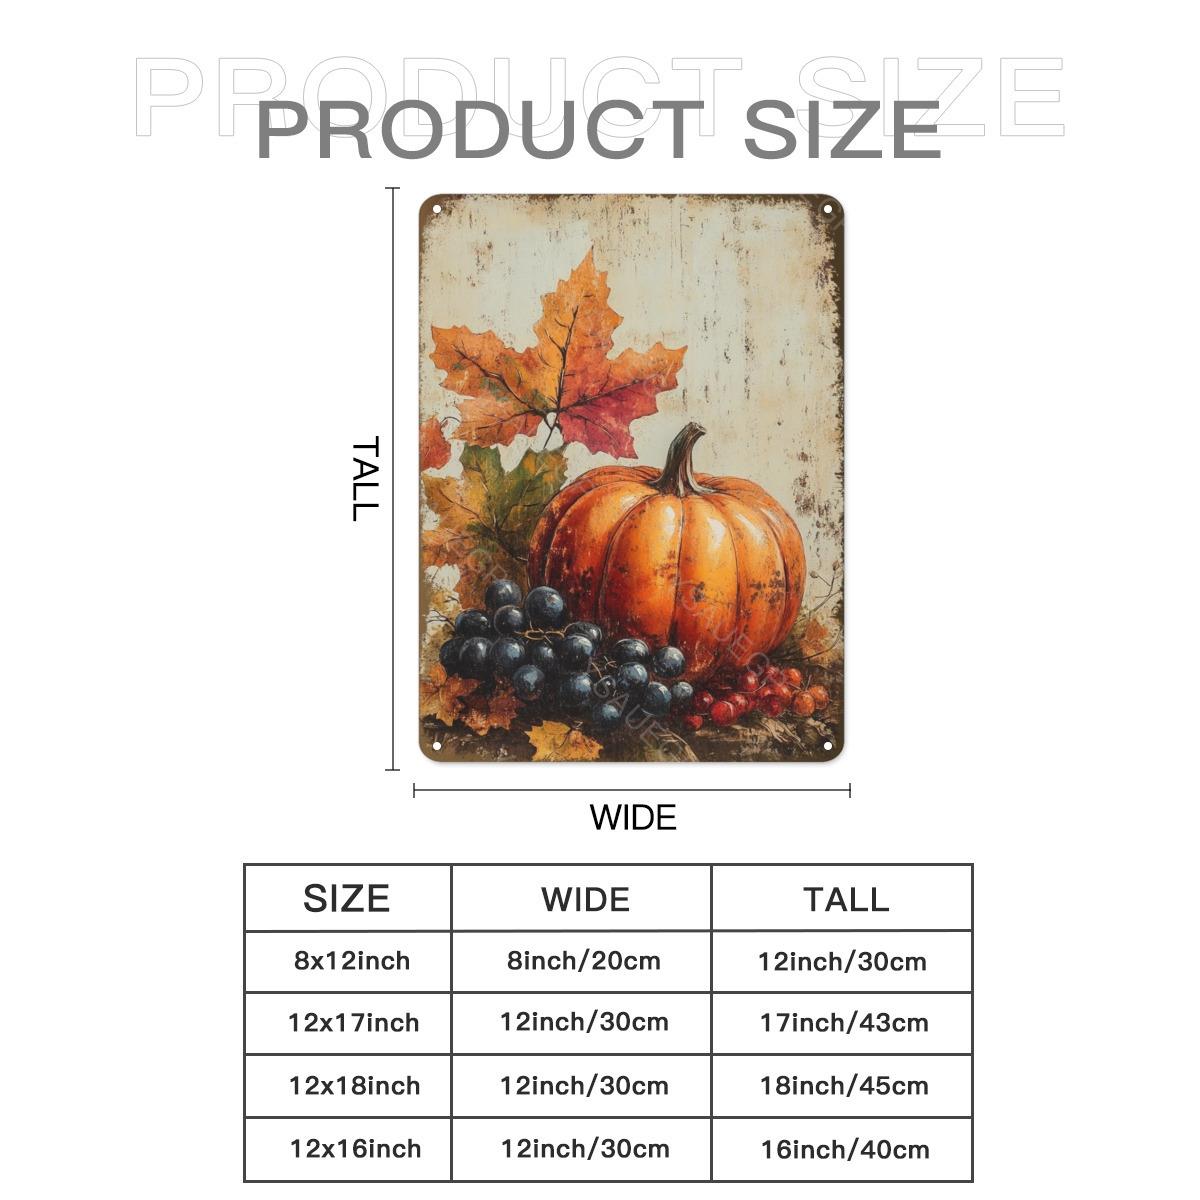 PRODUCT SIZE
PRODUCT SIZE
TALL
WIDE
SIZE WIDE TALL
8x12inch 8inch/20cm 12inch/30cm
12x17inch 12inch/30cm 17inch/43cm
12x18inch 12inch/30cm 18inch/45cm
12x16inch 12inch/30cm 16inch/40cm